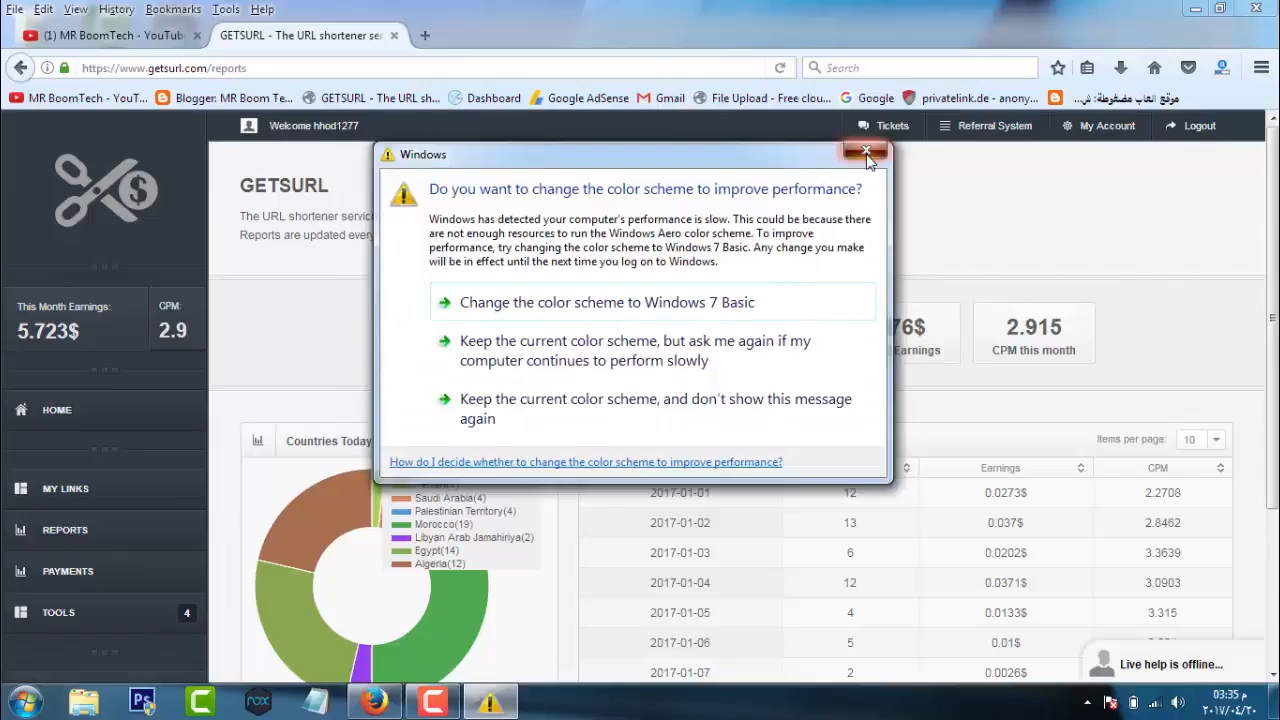 File Edit View History Bookmarks Tools Help
(1) MR BoomTech - YouTub
GETSURL - The URL shortener ser
https://www.getsurl.com/reports
Search
MR BoomTech - YouT...
Blogger: MR Boom Te...
GETSURL - The URL sh...
Dashboard
Google AdSense
Gmail
File Upload - Free clou...
Google
privatelink.de - anony...
موقع العاب مضغوطة: ش...
Welcome hhod1277
Tickets
Referral System
My Account
Logout
GETSURL
The URL shortener servic
Reports are updated every
This Month Earnings:
5.723$
CPM:
2.9
HOME
MY LINKS
REPORTS
PAYMENTS
TOOLS
4
Windows
Do you want to change the color scheme to improve performance?
Windows has detected your computer's performance is slow. This could be because there
are not enough resources to run the Windows Aero color scheme. To improve
performance, try changing the color scheme to Windows 7 Basic. Any change you make
will be in effect until the next time you log on to Windows.
Change the color scheme to Windows 7 Basic
Keep the current color scheme, but ask me again if my
computer continues to perform slowly
Keep the current color scheme, and don't show this message
again
How do I decide whether to change the color scheme to improve performance?
76$
Earnings
2.915
CPM this month
Countries Today
Saudi Arabia(4)
Palestinian Territory(4)
Morocco(19)
Libyan Arab Jamahiriya(2)
Egypt(14)
Algeria(12)
Items per page:
10
Earnings
CPM
2017-01-01 12 0.0273$ 2.2708
2017-01-02 13 0.037$ 2.8462
2017-01-03 6 0.0202$ 3.3639
2017-01-04 12 0.0371$ 3.0903
2017-01-05 4 0.0133$ 3.315
2017-01-06 5 0.01$
2017-01-07 2 0.0026$
Live help is offline...
Ps
nox
03:35 م
٢٠١٧/٠٤/٢٠